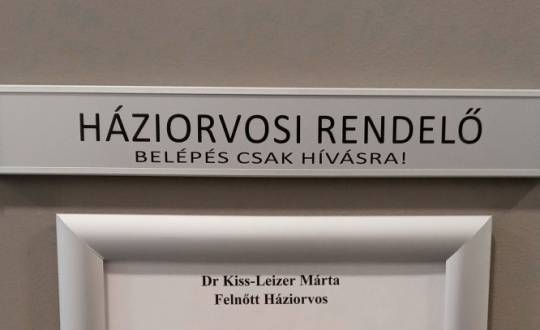 HÁZIORVOSI RENDELŐ
BELÉPÉS CSAK HÍVÁSRA!
Dr Kiss-Leizer Márta
Felnőtt Háziorvos